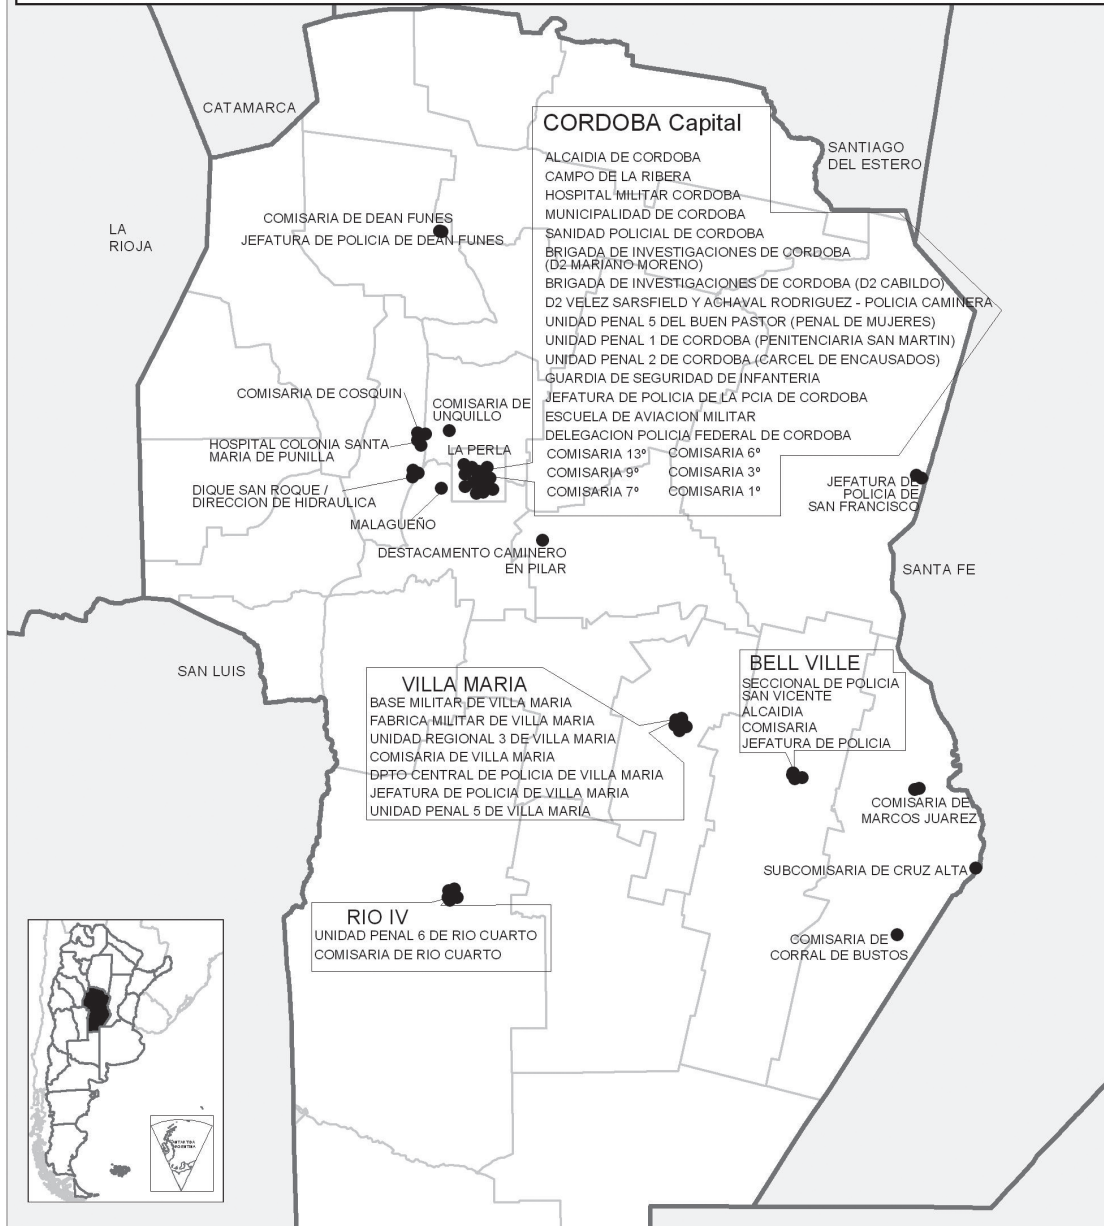 CATAMARCA
SANTIAGO
DEL ESTERO
LA
RIOJA
CORDOBA Capital
ALCAIDIA DE CORDOBA
CAMPO DE LA RIBERA
HOSPITAL MILITAR CORDOBA
MUNICIPALIDAD DE CORDOBA
SANIDAD POLICIAL DE CORDOBA
BRIGADA DE INVESTIGACIONES DE CORDOBA
(D2 MARIANO MORENO)
BRIGADA DE INVESTIGACIONES DE CORDOBA (D2 CABILDO)
D2 VELEZ SARSFIELD Y ACHAVAL RODRIGUEZ - POLICIA CAMINERA
UNIDAD PENAL 5 DEL BUEN PASTOR (PENAL DE MUJERES)
UNIDAD PENAL 1 DE CORDOBA (PENITENCIARIA SAN MARTIN)
UNIDAD PENAL 2 DE CORDOBA (CARCEL DE ENCAUSADOS)
GUARDIA DE SEGURIDAD DE INFANTERIA
JEFATURA DE POLICIA DE LA PCIA DE CORDOBA
ESCUELA DE AVIACION MILITAR
DELEGACION POLICIA FEDERAL DE CORDOBA
COMISARIA 13º COMISARIA 6º
COMISARIA 9º COMISARIA 3º
COMISARIA 7º COMISARIA 1º
COMISARIA DE DEAN FUNES
JEFATURA DE POLICIA DE DEAN FUNES
COMISARIA DE COSQUIN
COMISARIA DE
UNQUILLO
HOSPITAL COLONIA SANTA
MARIA DE PUNILLA
LA PERLA
DIQUE SAN ROQUE /
DIRECCION DE HIDRAULICA
MALAGUEÑO
DESTACAMENTO CAMINERO
EN PILAR
JEFATURA DE
POLICIA DE
SAN FRANCISCO
SANTA FE
SAN LUIS
VILLA MARIA
BASE MILITAR DE VILLA MARIA
FABRICA MILITAR DE VILLA MARIA
UNIDAD REGIONAL 3 DE VILLA MARIA
COMISARIA DE VILLA MARIA
DPTO CENTRAL DE POLICIA DE VILLA MARIA
JEFATURA DE POLICIA DE VILLA MARIA
UNIDAD PENAL 5 DE VILLA MARIA
BELL VILLE
SECCIONAL DE POLICIA
SAN VICENTE
ALCAIDIA
COMISARIA
JEFATURA DE POLICIA
COMISARIA DE
MARCOS JUAREZ
SUBCOMISARIA DE CRUZ ALTA
COMISARIA DE
CORRAL DE BUSTOS
RIO IV
UNIDAD PENAL 6 DE RIO CUARTO
COMISARIA DE RIO CUARTO